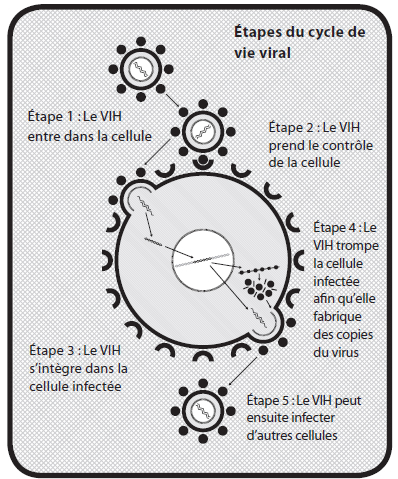 Étapes du cycle de
vie viral
Étape 1 : Le VIH
entre dans la cellule
Étape 2 : Le VIH
prend le contrôle
de la cellule
Étape 3 : Le VIH
s'intègre dans la
cellule infectée
Étape 4 : Le
VIH trompe
la cellule
infectée
afin qu'elle
fabrique
des copies
du virus
Étape 5 : Le VIH peut
ensuite infecter
d'autres cellules